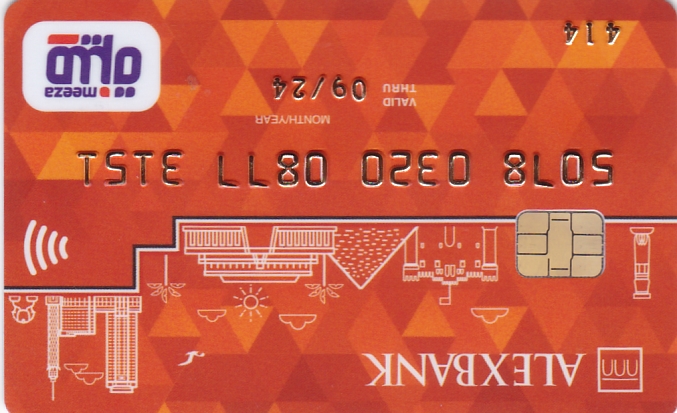 ALEXBANK
5078 0320 0877 3151
MONTH/YEAR
VALID
THRU 09/24
meeza
ميزة
414